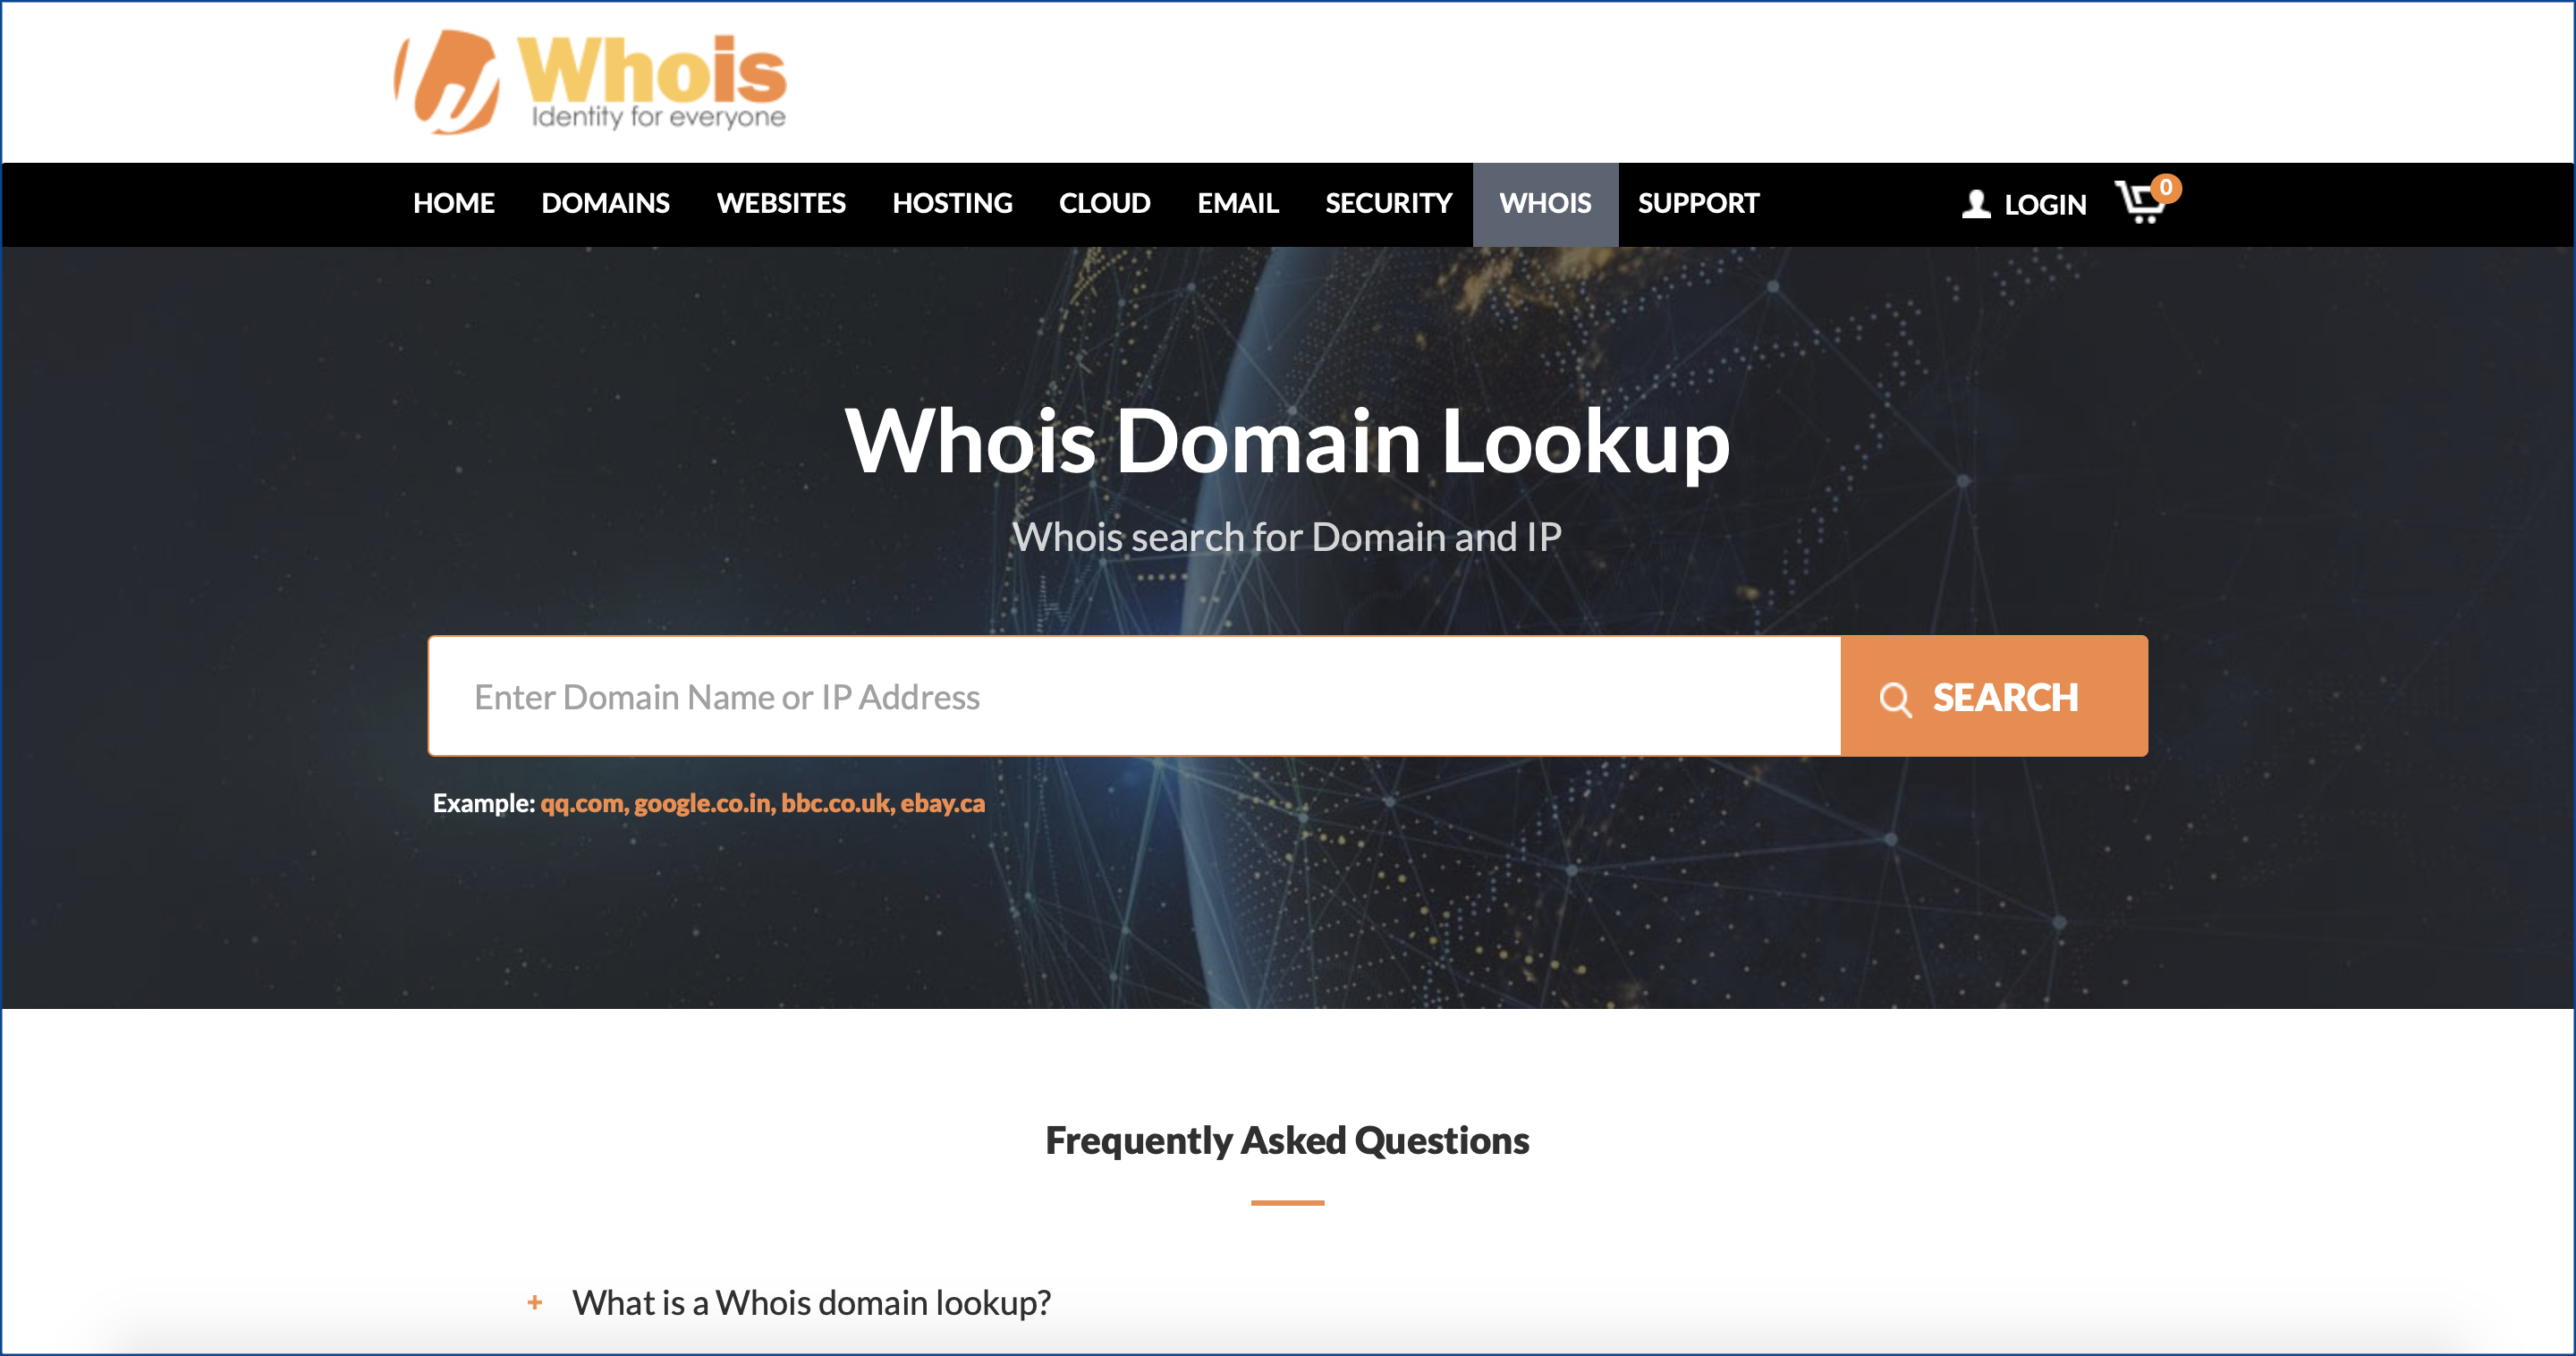 Whois
Identity for everyone
HOME DOMAINS WEBSITES HOSTING CLOUD EMAIL SECURITY WHOIS SUPPORT LOGIN 0
Whois Domain Lookup
Whois search for Domain and IP
Enter Domain Name or IP Address SEARCH
Example: qq.com, google.co.in, bbc.co.uk, ebay.ca
Frequently Asked Questions
+ What is a Whois domain lookup?